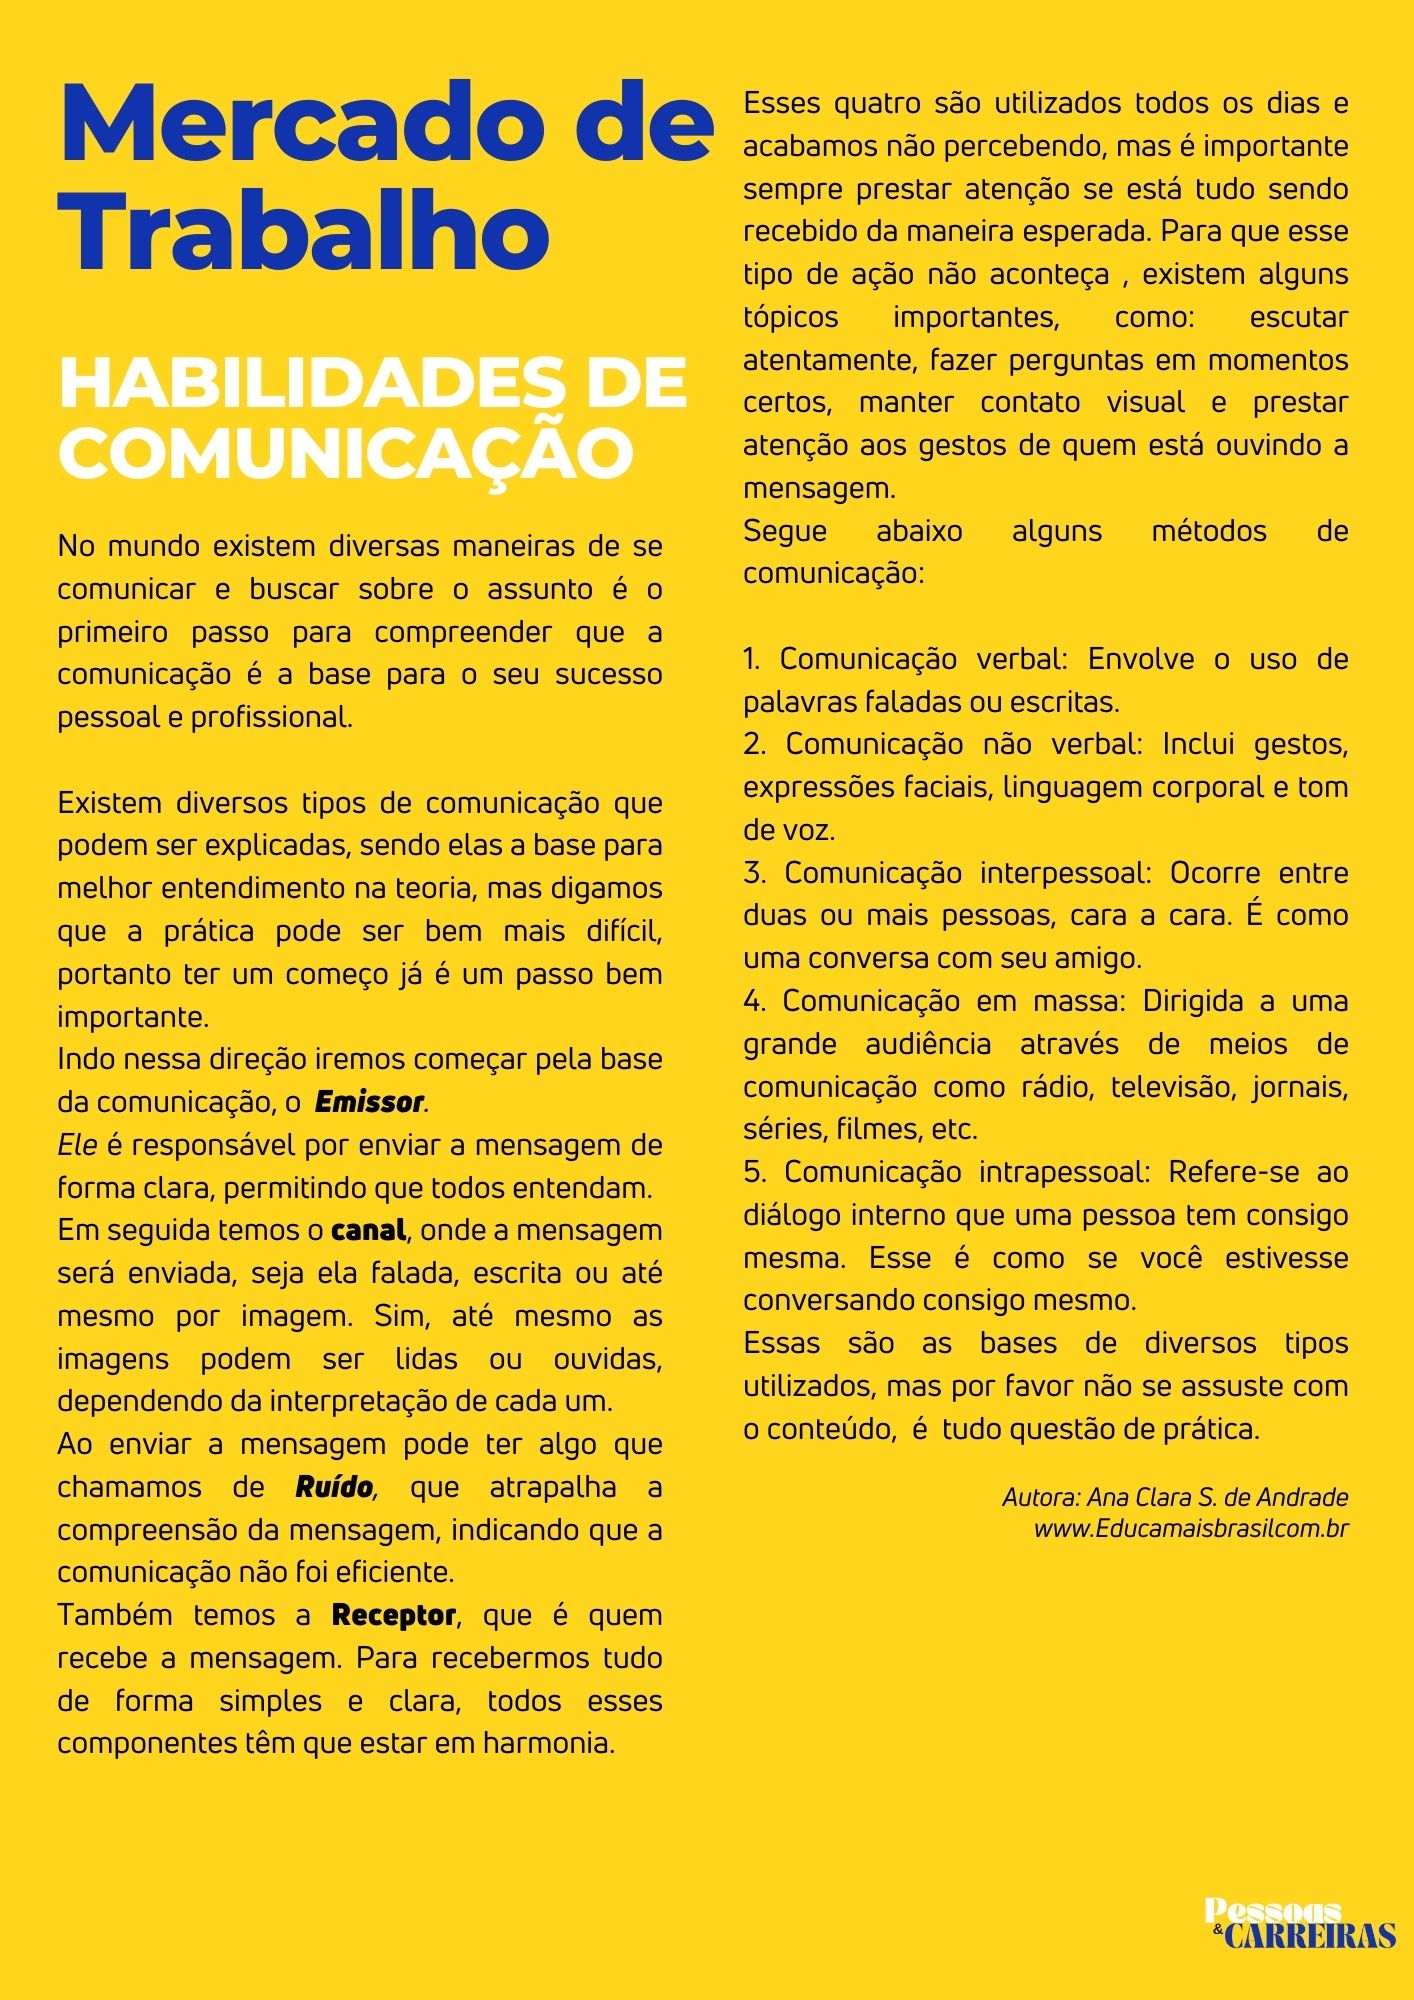 Mercado de
Trabalho
HABILIDADES DE
COMUNICAÇÃO
No mundo existem diversas maneiras de se
comunicar e buscar sobre o assunto é o
primeiro passo para compreender que a
comunicação é a base para o seu sucesso
pessoal e profissional.
Existem diversos tipos de comunicação que
podem ser explicadas, sendo elas a base para
melhor entendimento na teoria, mas digamos
que a prática pode ser bem mais difícil,
portanto ter um começo já é um passo bem
importante.
Indo nessa direção iremos começar pela base
da comunicação, o Emissor.
Ele é responsável por enviar a mensagem de
forma clara, permitindo que todos entendam.
Em seguida temos o canal, onde a mensagem
será enviada, seja ela falada, escrita ou até
mesmo por imagem. Sim, até mesmo as
imagens podem ser lidas ou ouvidas,
dependendo da interpretação de cada um.
Ao enviar a mensagem pode ter algo que
chamamos de Ruído, que atrapalha a
compreensão da mensagem, indicando que a
comunicação não foi eficiente.
Também temos a Receptor, que é quem
recebe a mensagem. Para recebermos tudo
de forma simples e clara, todos esses
componentes têm que estar em harmonia.
Esses quatro são utilizados todos os dias e
acabamos não percebendo, mas é importante
sempre prestar atenção se está tudo sendo
recebido da maneira esperada. Para que esse
tipo de ação não aconteça , existem alguns
tópicos importantes, como: escutar
atentamente, fazer perguntas em momentos
certos, manter contato visual e prestar
atenção aos gestos de quem está ouvindo a
mensagem.
Segue abaixo alguns métodos de
comunicação:
1. Comunicação verbal: Envolve o uso de
palavras faladas ou escritas.
2. Comunicação não verbal: Inclui gestos,
expressões faciais, linguagem corporal e tom
de voz.
3. Comunicação interpessoal: Ocorre entre
duas ou mais pessoas, cara a cara. É como
uma conversa com seu amigo.
4. Comunicação em massa: Dirigida a uma
grande audiência através de meios de
comunicação como rádio, televisão, jornais,
séries, filmes, etc.
5. Comunicação intrapessoal: Refere-se ao
diálogo interno que uma pessoa tem consigo
mesma. Esse é como se você estivesse
conversando consigo mesmo.
Essas são as bases de diversos tipos
utilizados, mas por favor não se assuste com
o conteúdo, é tudo questão de prática.
Autora: Ana Clara S. de Andrade
www.Educamaisbrasilcom.br
Pessoas
&CARREIRAS